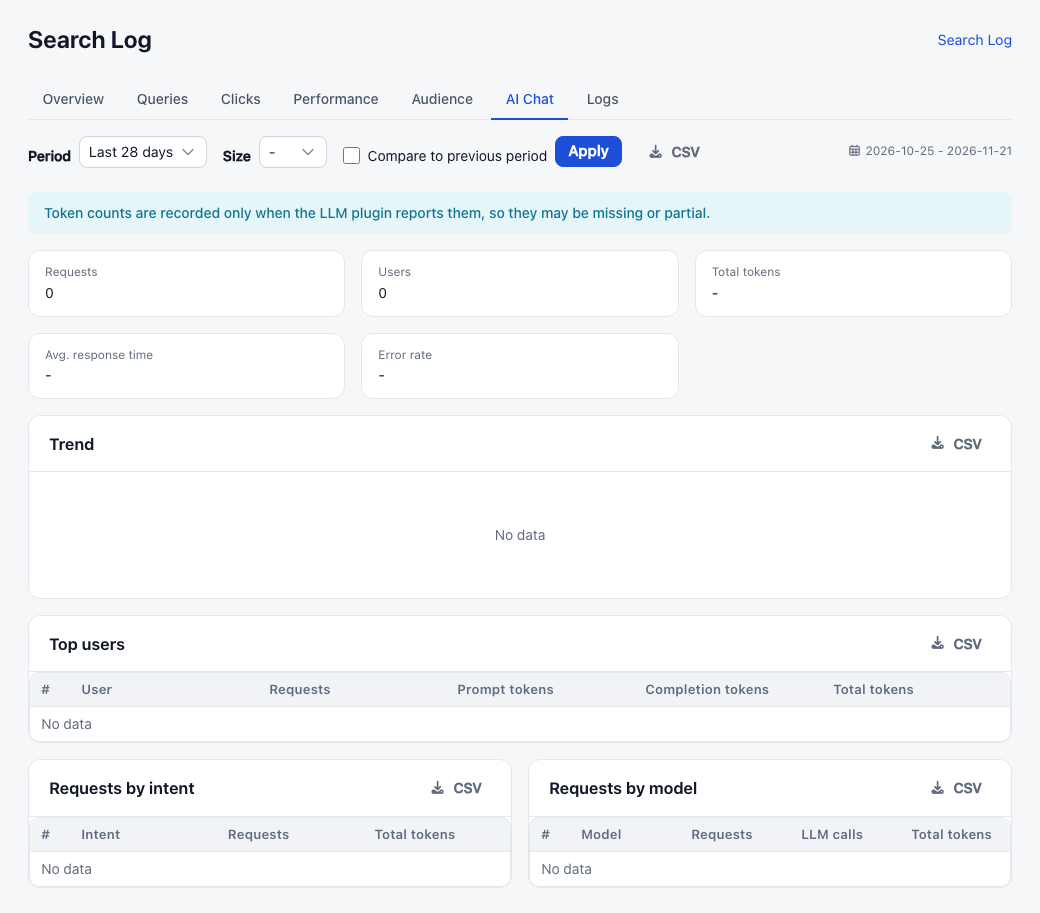 Search Log
Search Log
Overview Queries Clicks Performance Audience AI Chat Logs
Period Last 28 days Size - Compare to previous period Apply CSV 2026-10-25 - 2026-11-21
Token counts are recorded only when the LLM plugin reports them, so they may be missing or partial.
Requests
0
Users
0
Total tokens
-
Avg. response time
-
Error rate
-
Trend CSV
No data
Top users CSV
# User Requests Prompt tokens Completion tokens Total tokens
No data
Requests by intent CSV
# Intent Requests Total tokens
No data
Requests by model CSV
# Model Requests LLM calls Total tokens
No data